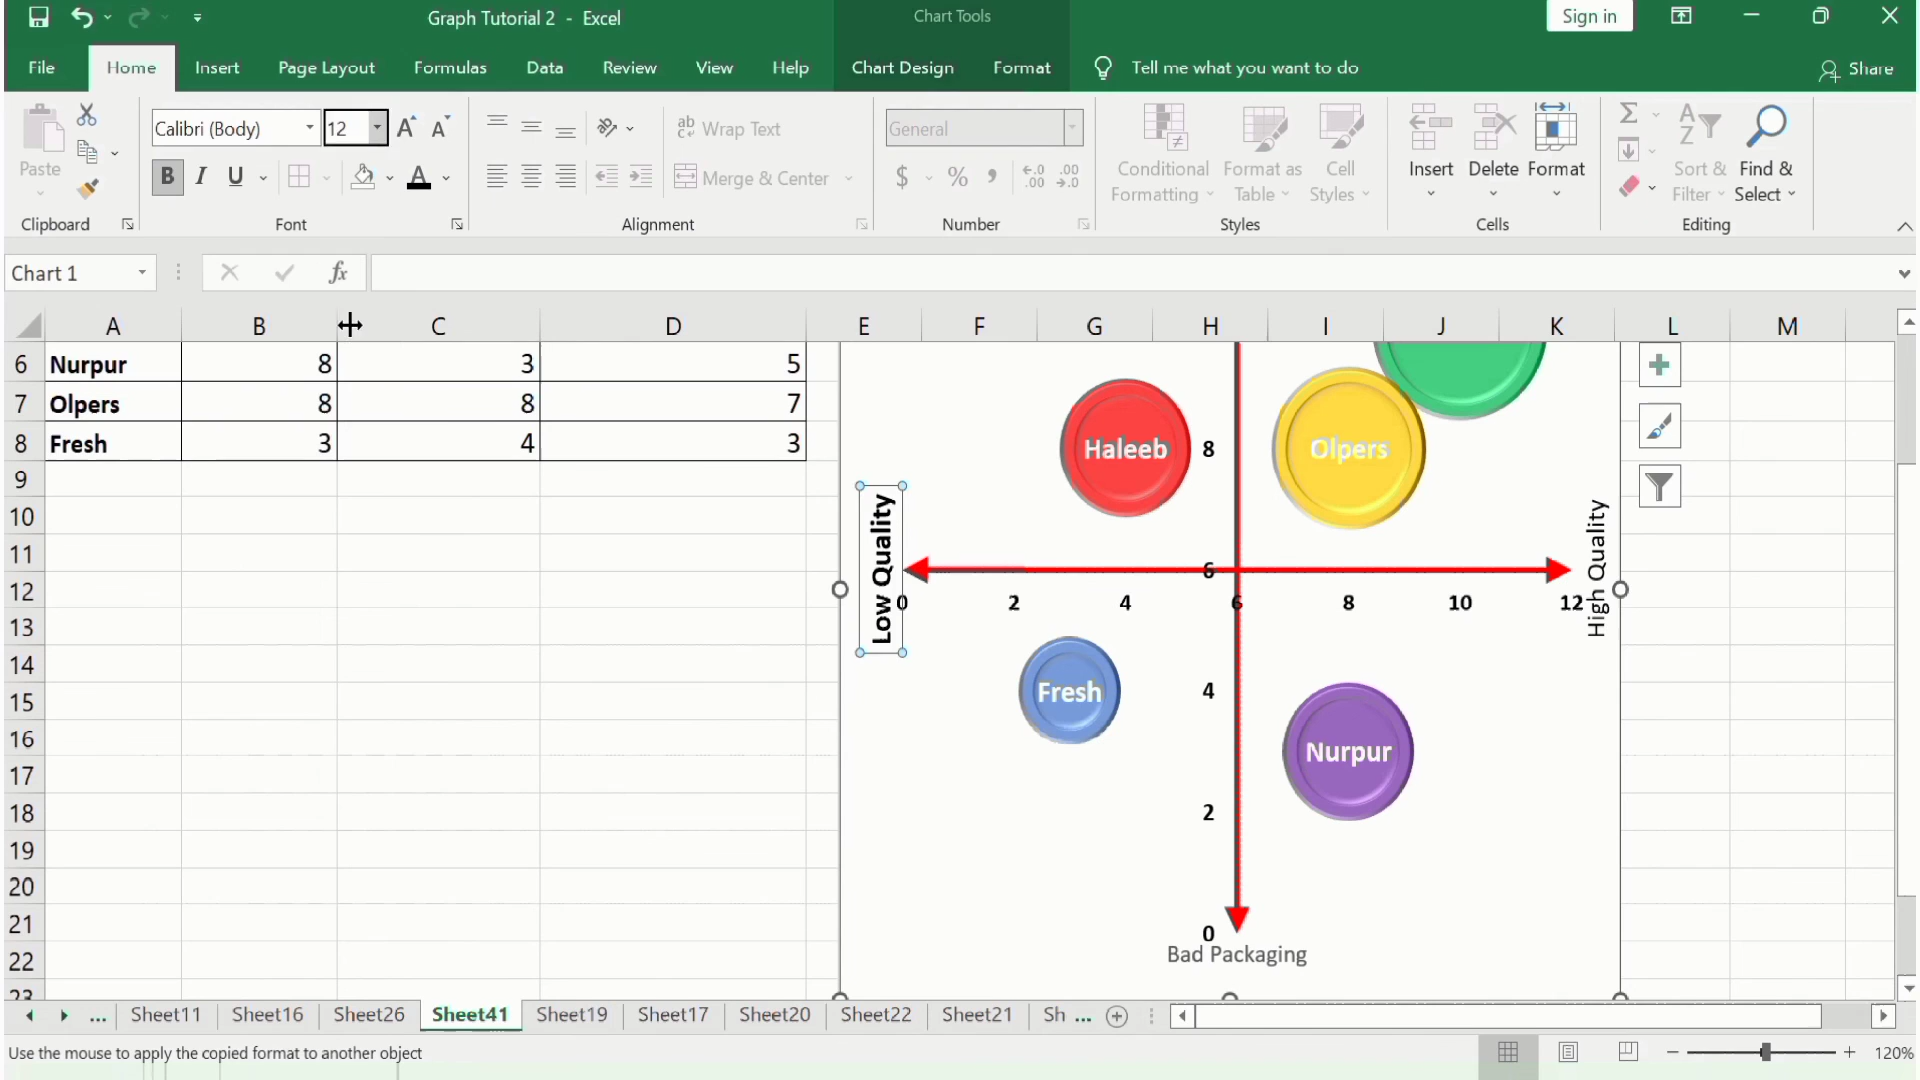 Graph Tutorial 2 - Excel
Chart Tools
Sign in
File Home Insert Page Layout Formulas Data Review View Help Chart Design Format Tell me what you want to do Share
Calibri (Body) 12 ab Wrap Text General
Paste B I U A Merge & Center $ % Conditional Formatting Format as Table Cell Styles Insert Delete Format Sort & Filter Find & Select
Clipboard Font Alignment Number Styles Cells Editing
Chart 1 fx
A B C D E F G H I J K L M
6 Nurpur 8 3 5
7 Olpers 8 8 7
8 Fresh 3 4 3
9
10
11
12
13
14
15
16
17
18
19
20
21
22
23
Haleeb 8 Olpers
Low Quality
High Quality
6
0 2 4 6 8 10 12
Fresh 4
Nurpur
2
0
Bad Packaging
... Sheet11 Sheet16 Sheet26 Sheet41 Sheet19 Sheet17 Sheet20 Sheet22 Sheet21 Sh ...
Use the mouse to apply the copied format to another object 120%